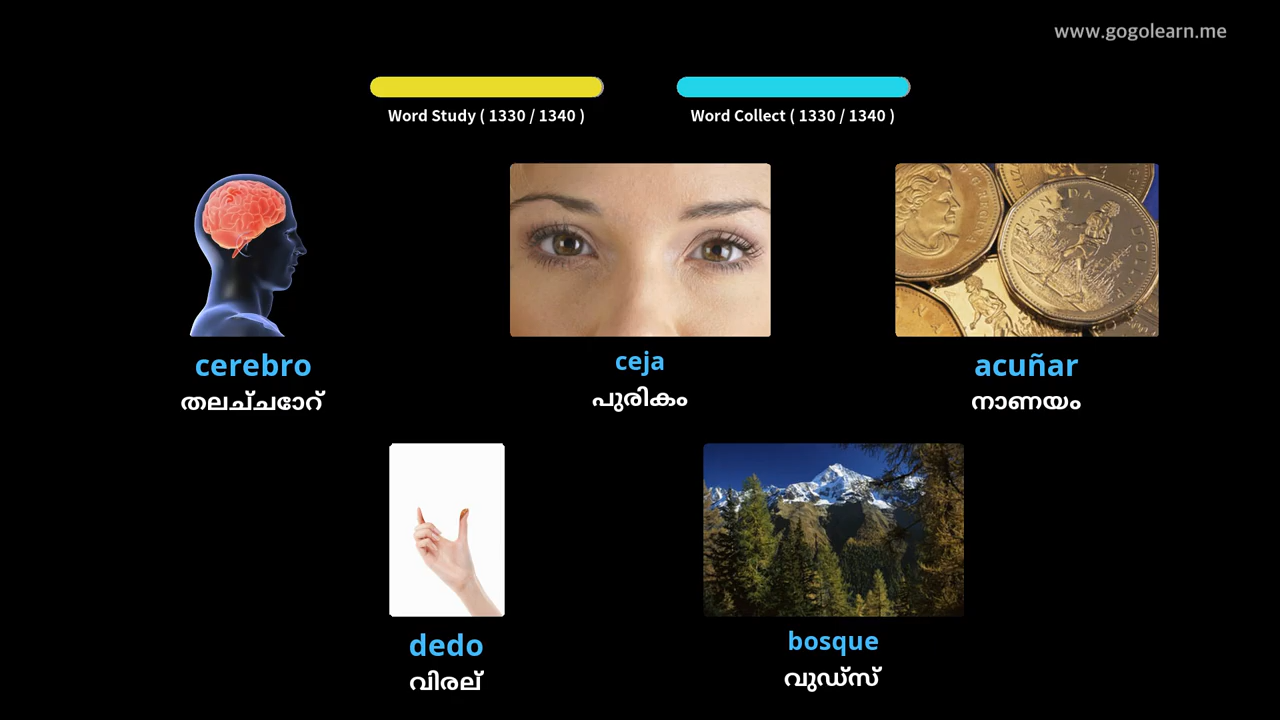 www.gogolearn.me
Word Study ( 1330 / 1340 )
Word Collect ( 1330 / 1340 )
cerebro
തലച്ചോറ്
ceja
പുരികം
acuñar
നാണയം
dedo
വിരല്
bosque
വുഡ്സ്